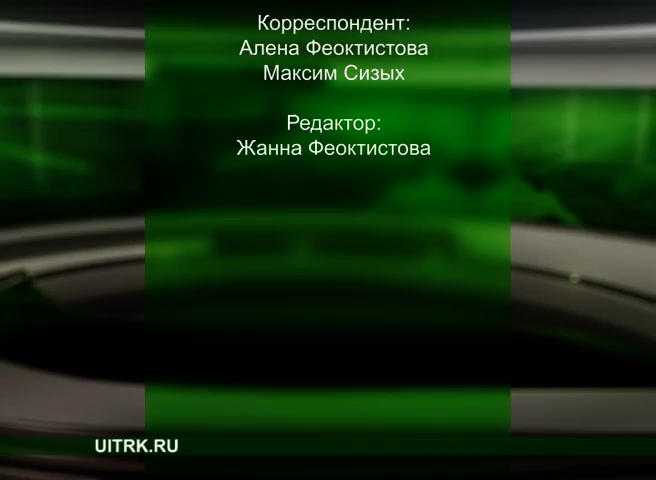 Корреспондент:
Алена Феоктистова
Максим Сизых
Редактор:
Жанна Феоктистова
UITRK.RU